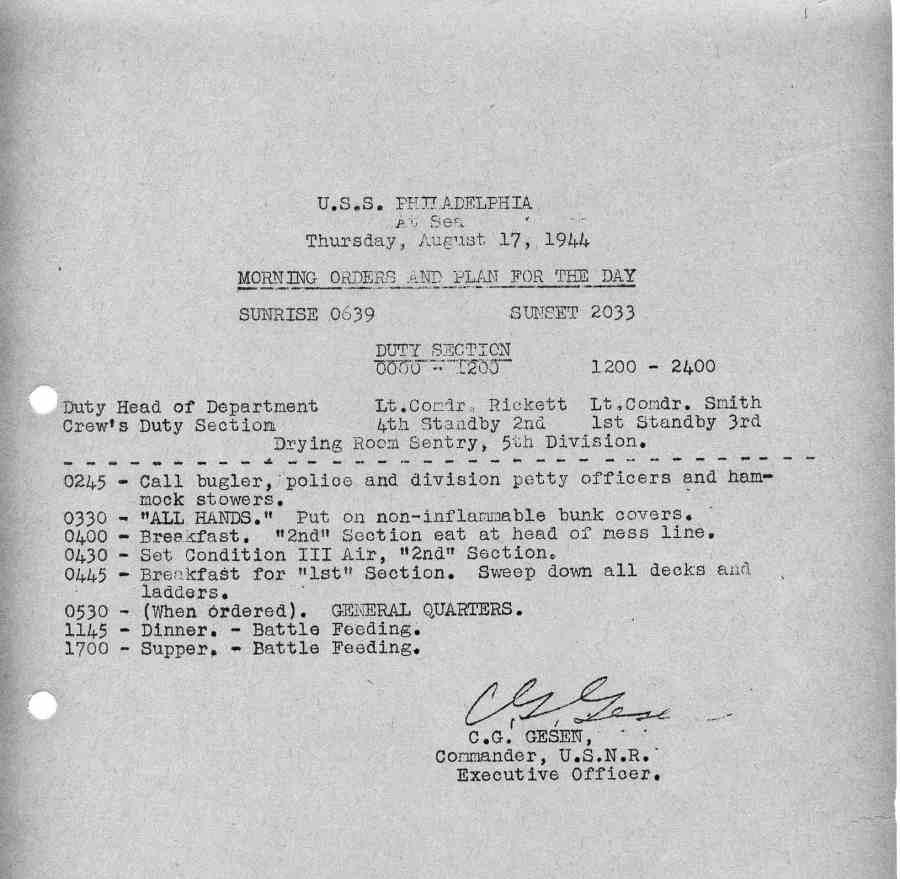 U.S.S. PHILADELPHIA
At Sea
Thursday, August 17, 1944
MORNING ORDERS AND PLAN FOR THE DAY
SUNRISE 0639 SUNSET 2033
DUTY SECTION
0000 - 1200 1200 - 2400
Duty Head of Department Lt.Comdr. Rickett Lt.Comdr. Smith
Crew's Duty Section 4th Standby 2nd 1st Standby 3rd
Drying Room Sentry, 5th Division.
0245 - Call bugler, police and division petty officers and ham-
mock stowers.
0330 - "ALL HANDS." Put on non-inflammable bunk covers.
0400 - Breakfast. "2nd" Section eat at head of mess line.
0430 - Set Condition III Air, "2nd" Section.
0445 - Breakfast for "1st" Section. Sweep down all decks and
ladders.
0530 - (When ordered). GENERAL QUARTERS.
1145 - Dinner. - Battle Feeding.
1700 - Supper. - Battle Feeding.
CG Gesen
C.G. GESEN,
Commander, U.S.N.R.
Executive Officer.